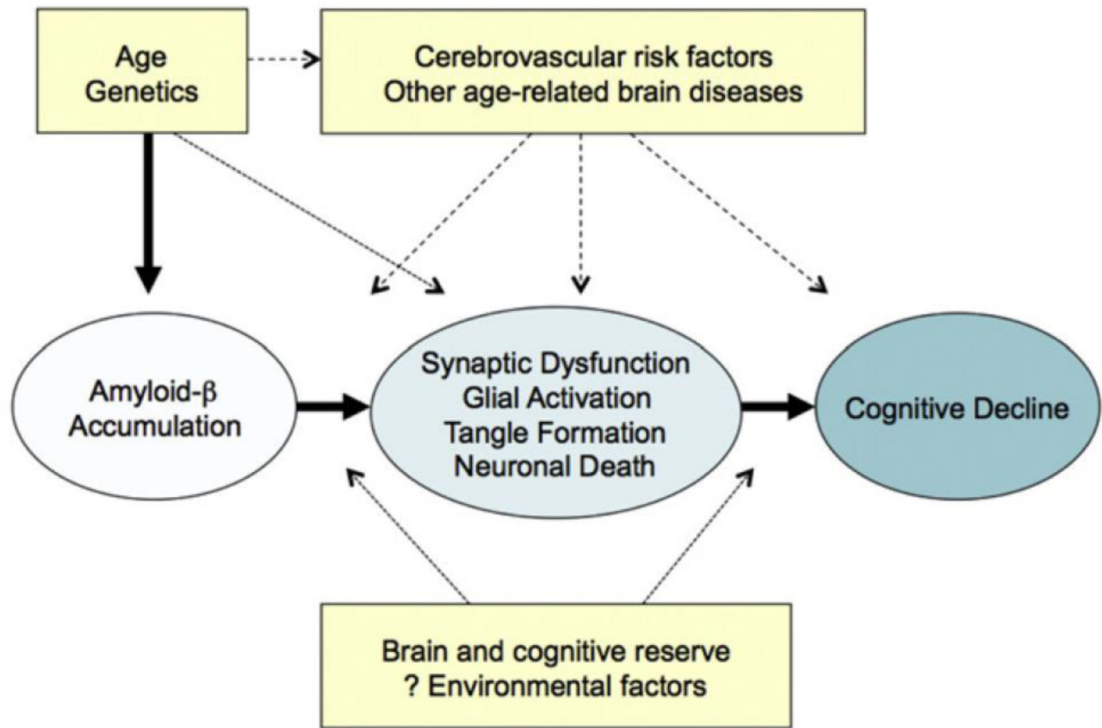 Age
Genetics
Cerebrovascular risk factors
Other age-related brain diseases
Amyloid-β
Accumulation
Synaptic Dysfunction
Glial Activation
Tangle Formation
Neuronal Death
Cognitive Decline
Brain and cognitive reserve
? Environmental factors